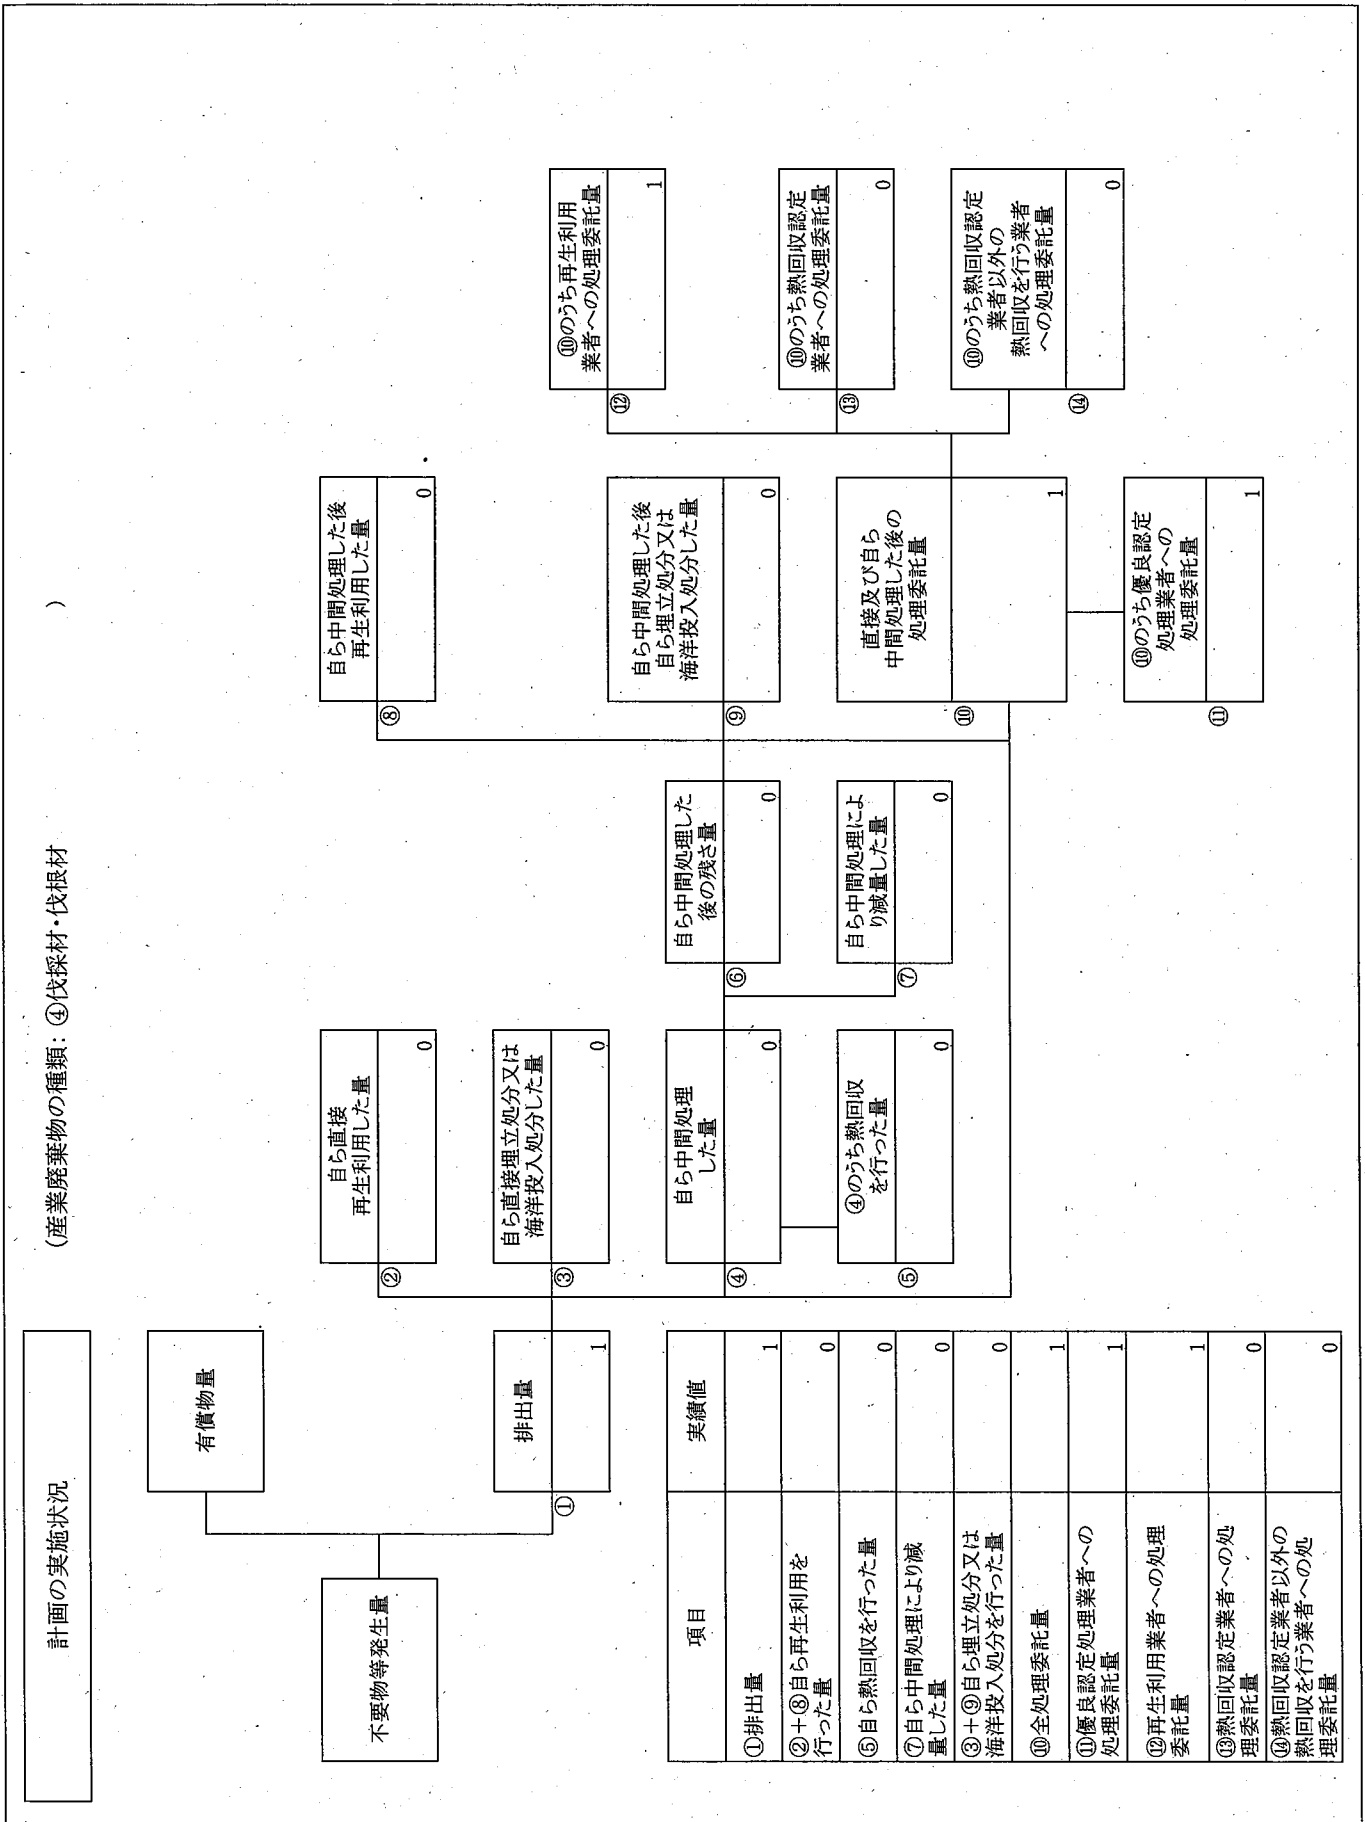 計画の実施状況
(産業廃棄物の種類：④伐採材・伐根材
)
不要物等発生量
有償物量
①
排出量
1
②
自ら直接
再生利用した量
0
③
自ら直接埋立処分又は
海洋投入処分した量
0
④
自ら中間処理
した量
0
⑤
④のうち熱回収
を行った量
0
⑥
自ら中間処理した
後の残さ量
0
⑦
自ら中間処理によ
り減量した量
0
⑧
自ら中間処理した後
再生利用した量
0
⑨
自ら中間処理した後
自ら埋立処分又は
海洋投入処分した量
0
⑩
直接及び自ら
中間処理した後の
処理委託量
1
⑪
⑩のうち優良認定
処理業者への
処理委託量
1
⑫
⑩のうち再生利用
業者への処理委託量
1
⑬
⑩のうち熱回収認定
業者への処理委託量
0
⑭
⑩のうち熱回収認定
業者以外の
熱回収を行う業者
への処理委託量
0
項目 実績値
①排出量 1
②+⑧自ら再生利用を
行った量 0
⑤自ら熱回収を行った量 0
⑦自ら中間処理により減
量した量 0
③+⑨自ら埋立処分又は
海洋投入処分を行った量 0
⑩全処理委託量 1
⑪優良認定処理業者への
処理委託量 1
⑫再生利用業者への処理
委託量 1
⑬熱回収認定業者への処
理委託量 0
⑭熱回収認定業者以外の
熱回収を行う業者への処
理委託量 0